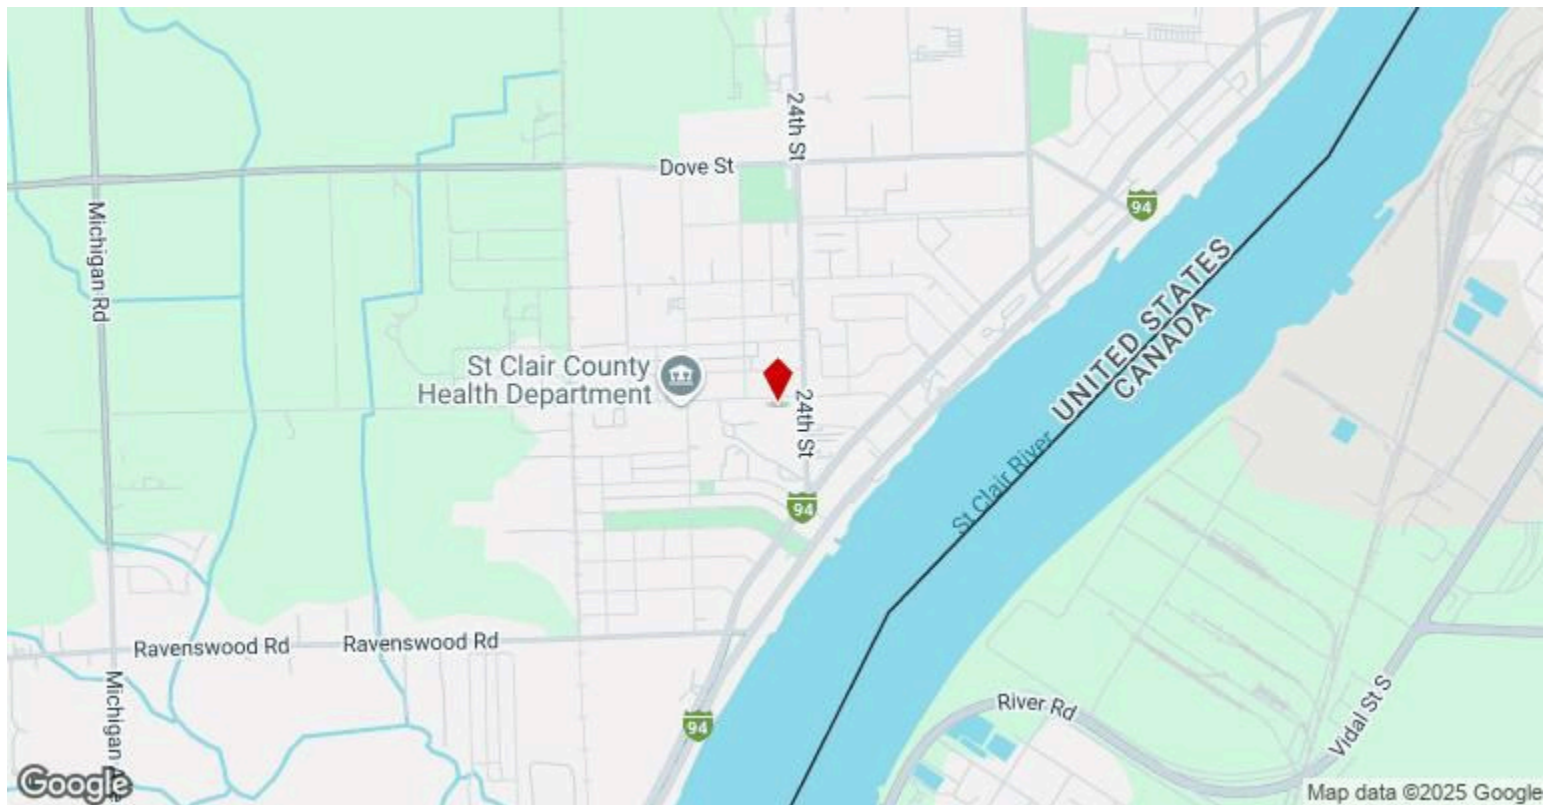 24th St
Dove St
94
Michigan Rd
UNITED STATES
CANADA
St Clair County
Health Department
24th St
St Clair River
94
Ravenswood Rd
Ravenswood Rd
Michigan Ave
River Rd
Vidal St S
94
Google
Map data ©2025 Google